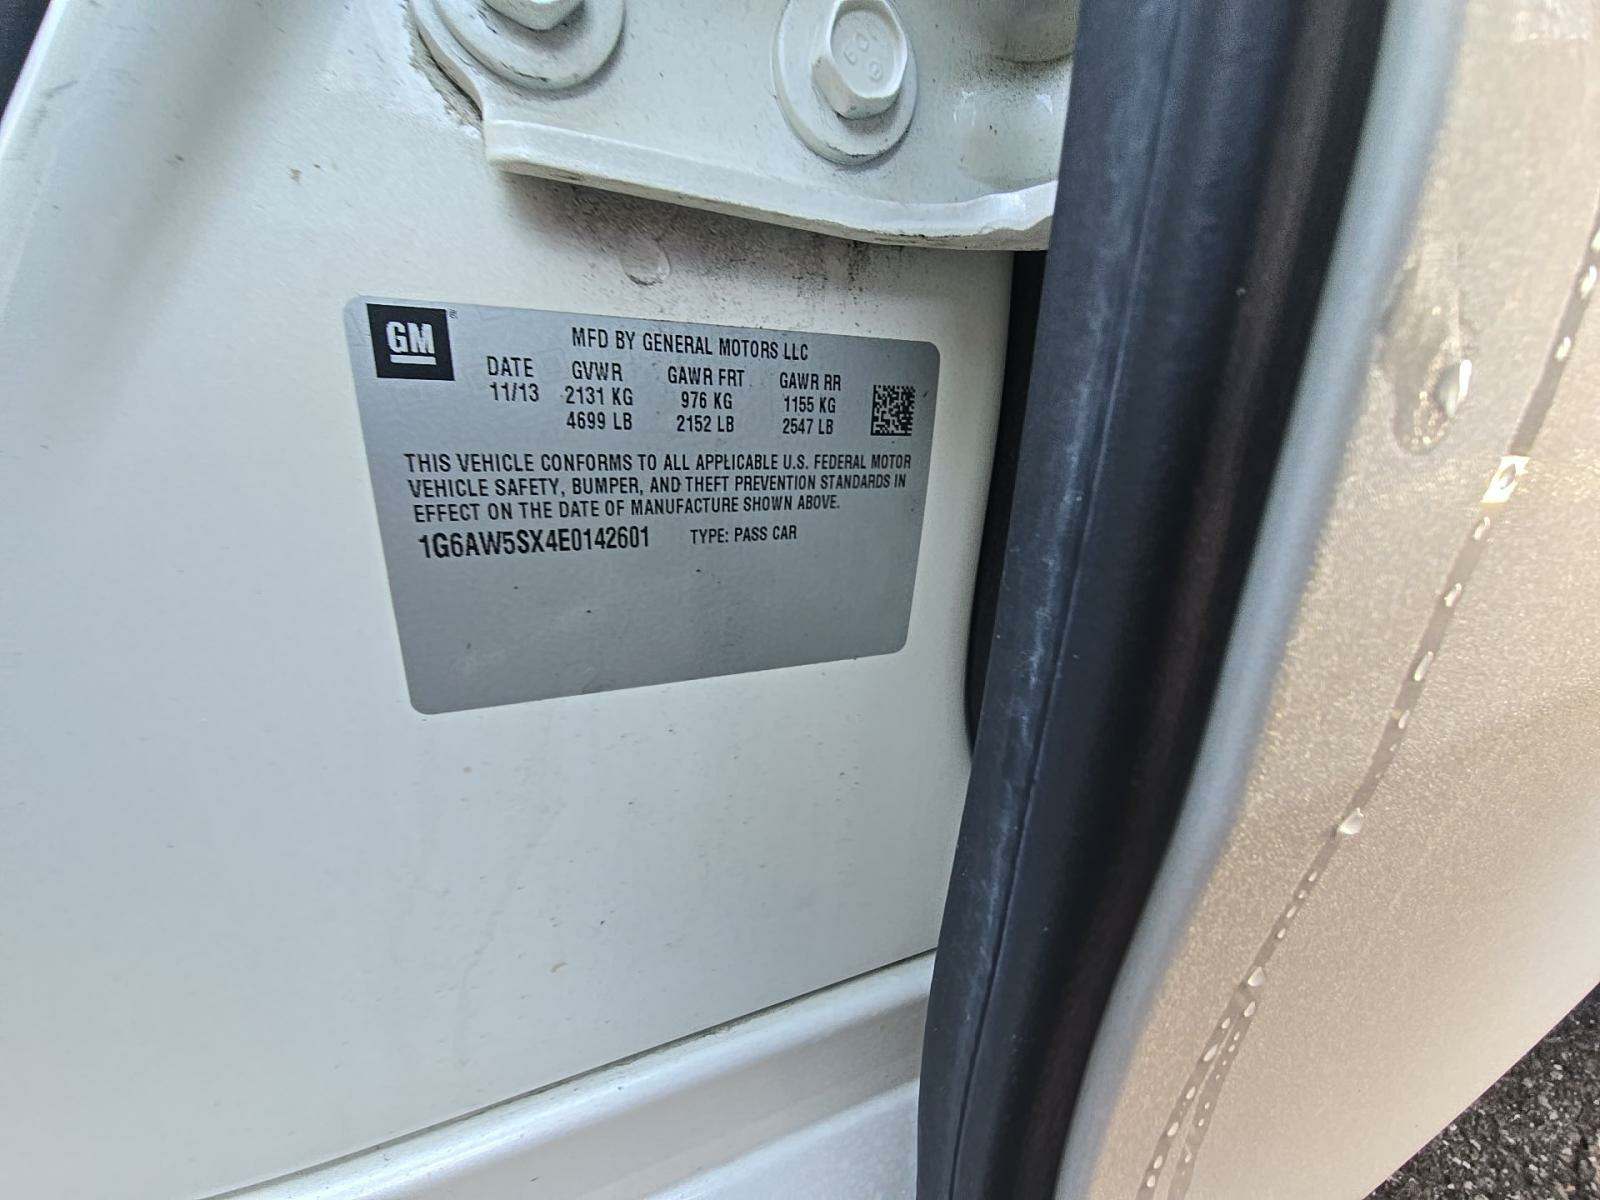 GM
MFD BY GENERAL MOTORS LLC
DATE GVWR GAWR FRT GAWR RR
11/13 2131 KG 976 KG 1155 KG
4699 LB 2152 LB 2547 LB
THIS VEHICLE CONFORMS TO ALL APPLICABLE U.S. FEDERAL MOTOR
VEHICLE SAFETY, BUMPER, AND THEFT PREVENTION STANDARDS IN
EFFECT ON THE DATE OF MANUFACTURE SHOWN ABOVE.
1G6AW5SX4E0142601 TYPE: PASS CAR